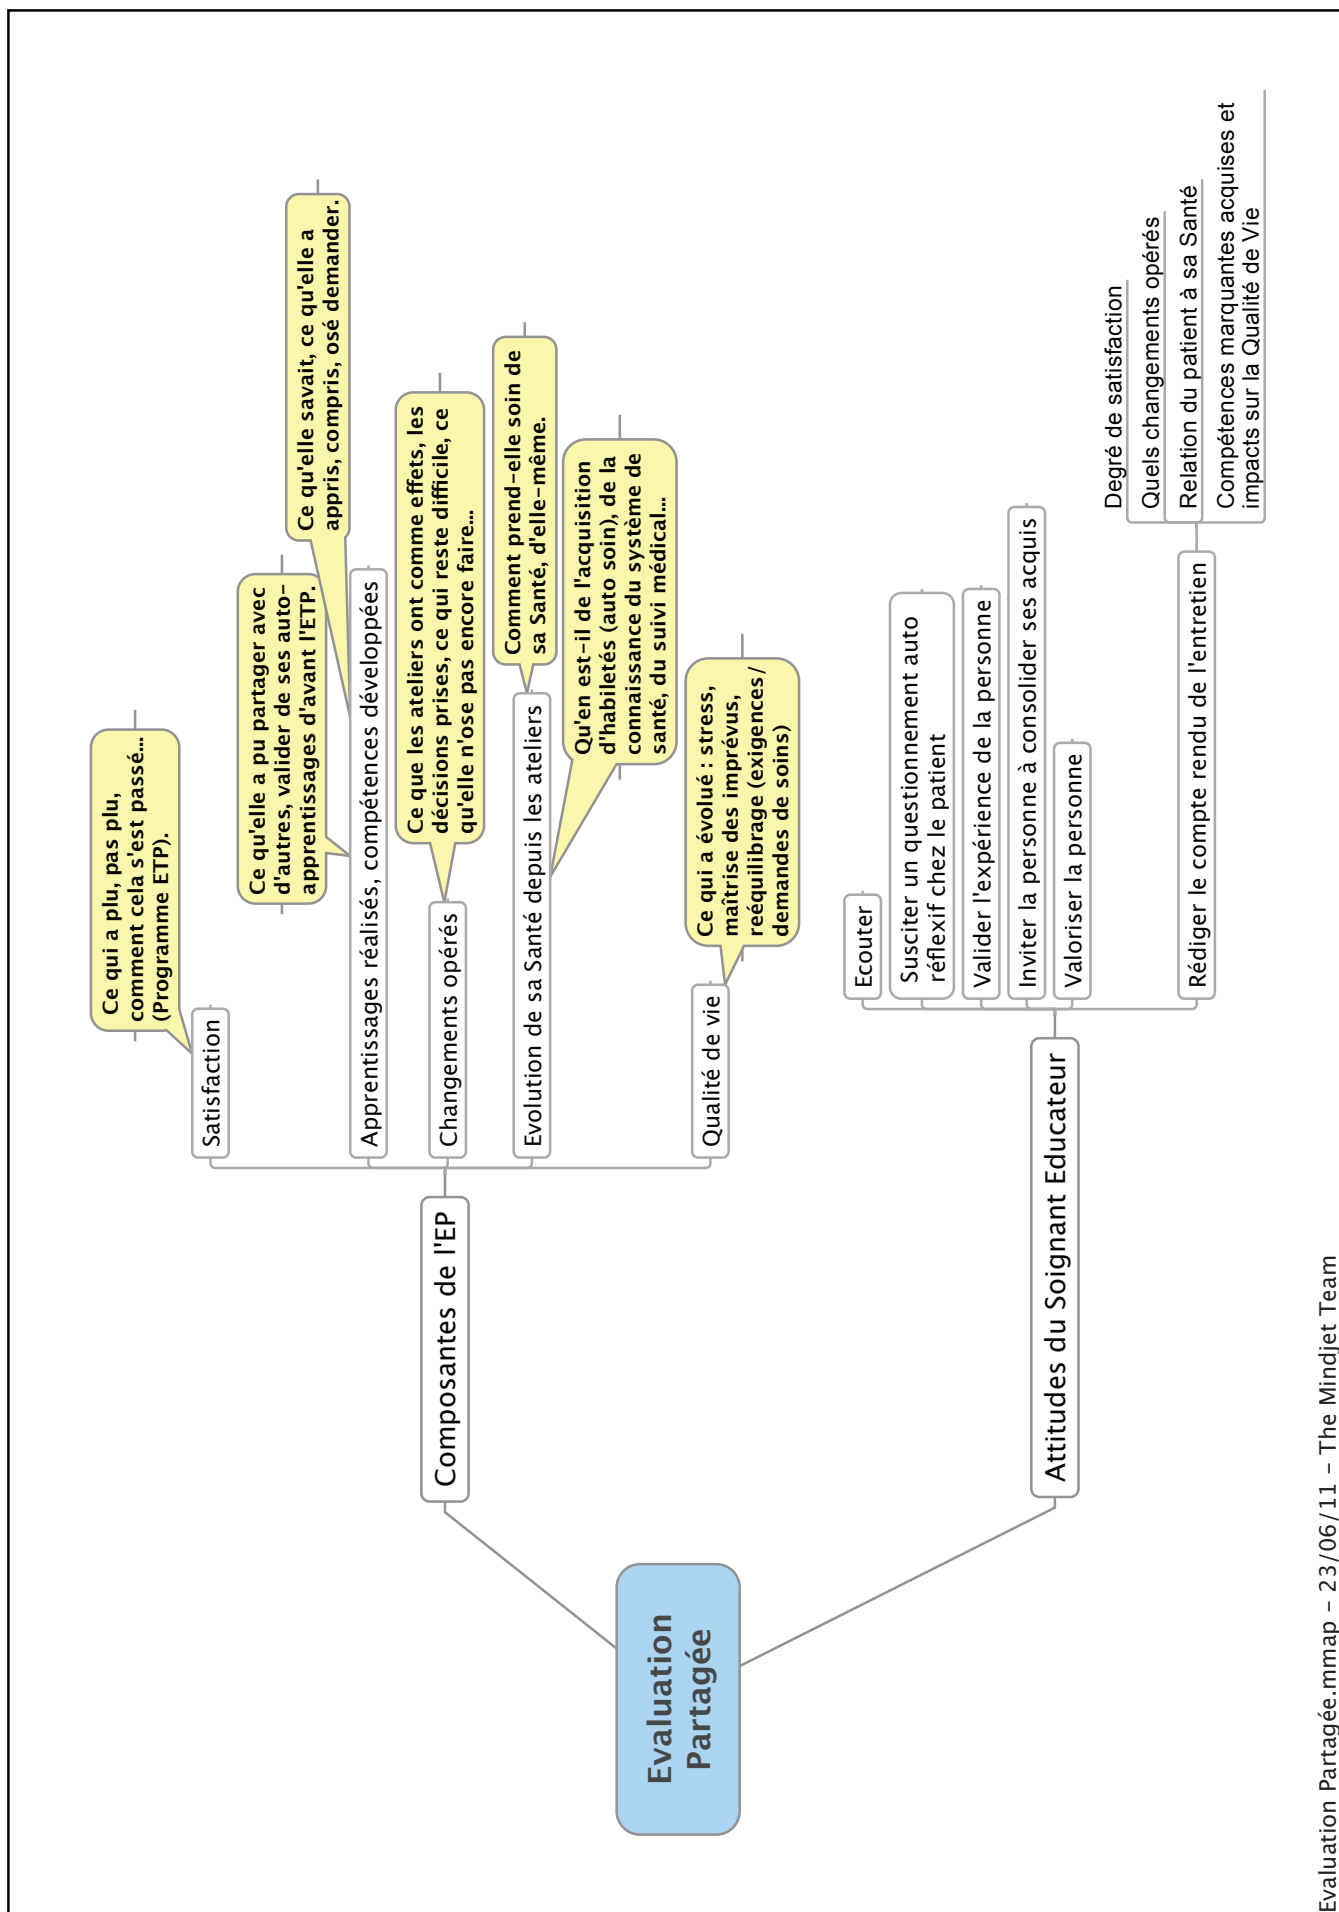 Evaluation
Partagée
Composantes de l'EP
Satisfaction
Ce qui a plu, pas plu,
comment cela s'est passé...
(Programme ETP).
Apprentissages réalisés, compétences développées
Ce qu'elle a pu partager avec
d'autres, valider de ses auto-
apprentissages d'avant l'ETP.
Ce qu'elle savait, ce qu'elle a
appris, compris, osé demander.
Changements opérés
Ce que les ateliers ont comme effets, les
décisions prises, ce qui reste difficile, ce
qu'elle n'ose pas encore faire...
Evolution de sa Santé depuis les ateliers
Comment prend-elle soin de
sa Santé, d'elle-même.
Qu'en est-il de l'acquisition
d'habiletés (auto soin), de la
connaissance du système de
santé, du suivi médical...
Qualité de vie
Ce qui a évolué : stress,
maîtrise des imprévus,
rééquilibrage (exigences/
demandes de soins)
Attitudes du Soignant Educateur
Ecouter
Susciter un questionnement auto
réflexif chez le patient
Valider l'expérience de la personne
Inviter la personne à consolider ses acquis
Valoriser la personne
Rédiger le compte rendu de l'entretien
Degré de satisfaction
Quels changements opérés
Relation du patient à sa Santé
Compétences marquantes acquises et
impacts sur la Qualité de Vie
Evaluation Partagée.mmap - 23/06/11 - The Mindjet Team